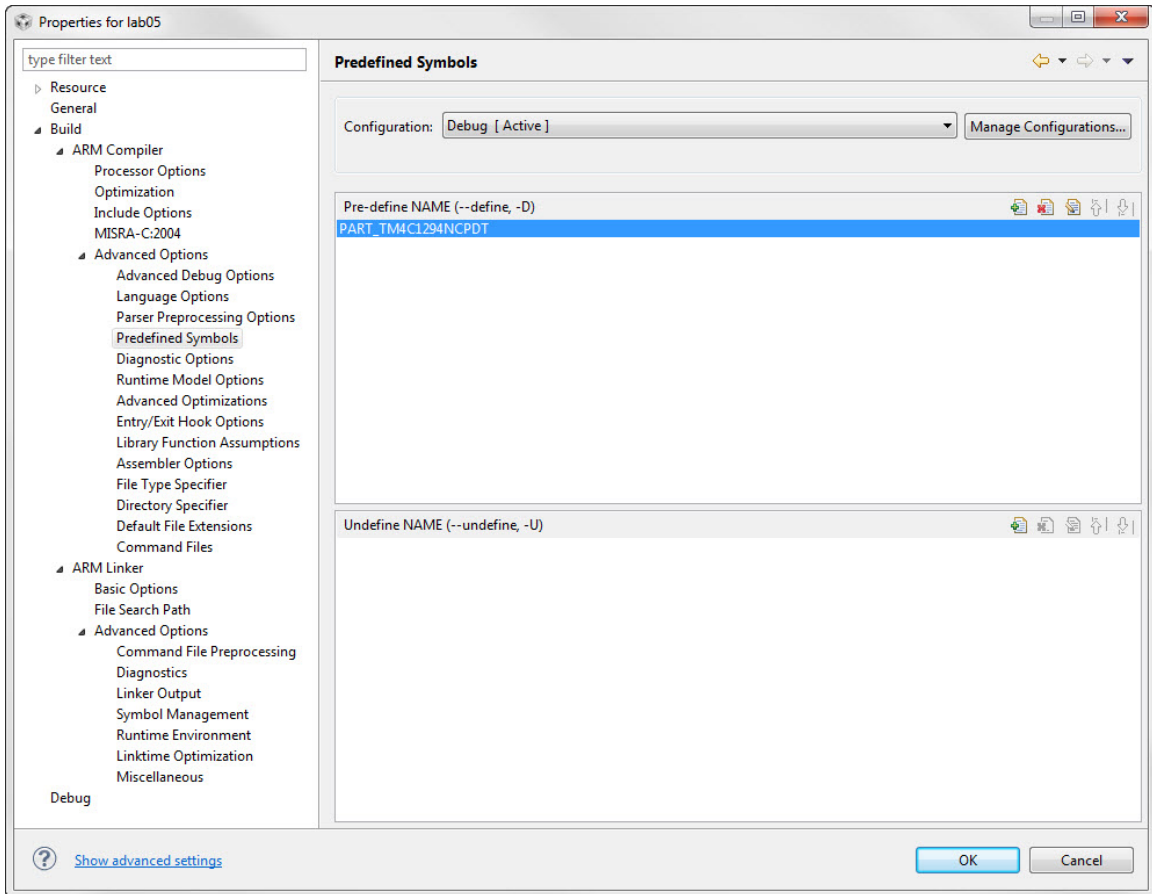 Properties for lab05
type filter text
Resource
General
Build
ARM Compiler
Processor Options
Optimization
Include Options
MISRA-C:2004
Advanced Options
Advanced Debug Options
Language Options
Parser Preprocessing Options
Predefined Symbols
Diagnostic Options
Runtime Model Options
Advanced Optimizations
Entry/Exit Hook Options
Library Function Assumptions
Assembler Options
File Type Specifier
Directory Specifier
Default File Extensions
Command Files
ARM Linker
Basic Options
File Search Path
Advanced Options
Command File Preprocessing
Diagnostics
Linker Output
Symbol Management
Runtime Environment
Linktime Optimization
Miscellaneous
Debug
Predefined Symbols
Configuration: Debug [ Active ] Manage Configurations...
Pre-define NAME (--define, -D)
PART_TM4C1294NCPDT
Undefine NAME (--undefine, -U)
Show advanced settings
OK Cancel